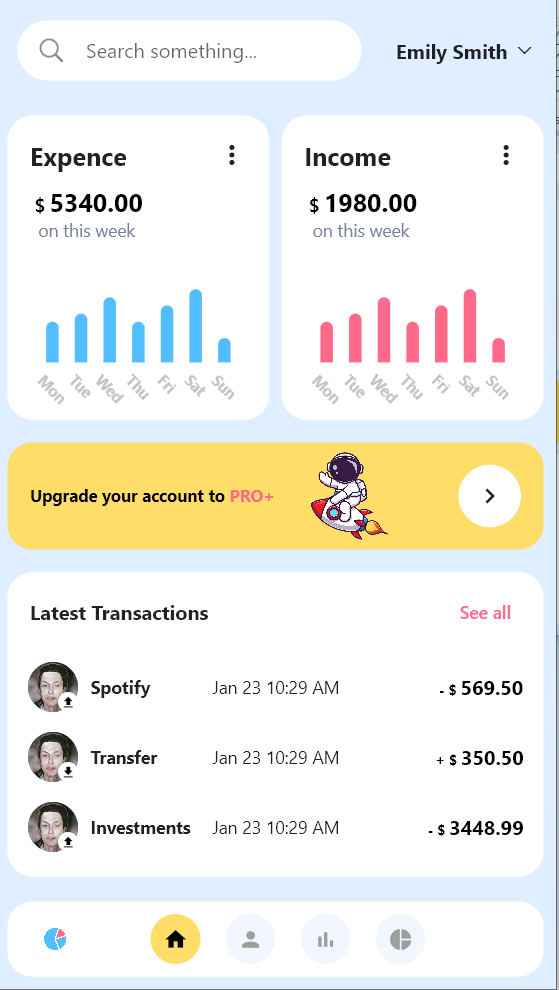 Search something...
Emily Smith
Expence
$ 5340.00
on this week
Mon Tue Wed Thu Fri Sat Sun
Income
$ 1980.00
on this week
Mon Tue Wed Thu Fri Sat Sun
Upgrade your account to PRO+
Latest Transactions See all
Spotify Jan 23 10:29 AM - $ 569.50
Transfer Jan 23 10:29 AM + $ 350.50
Investments Jan 23 10:29 AM - $ 3448.99